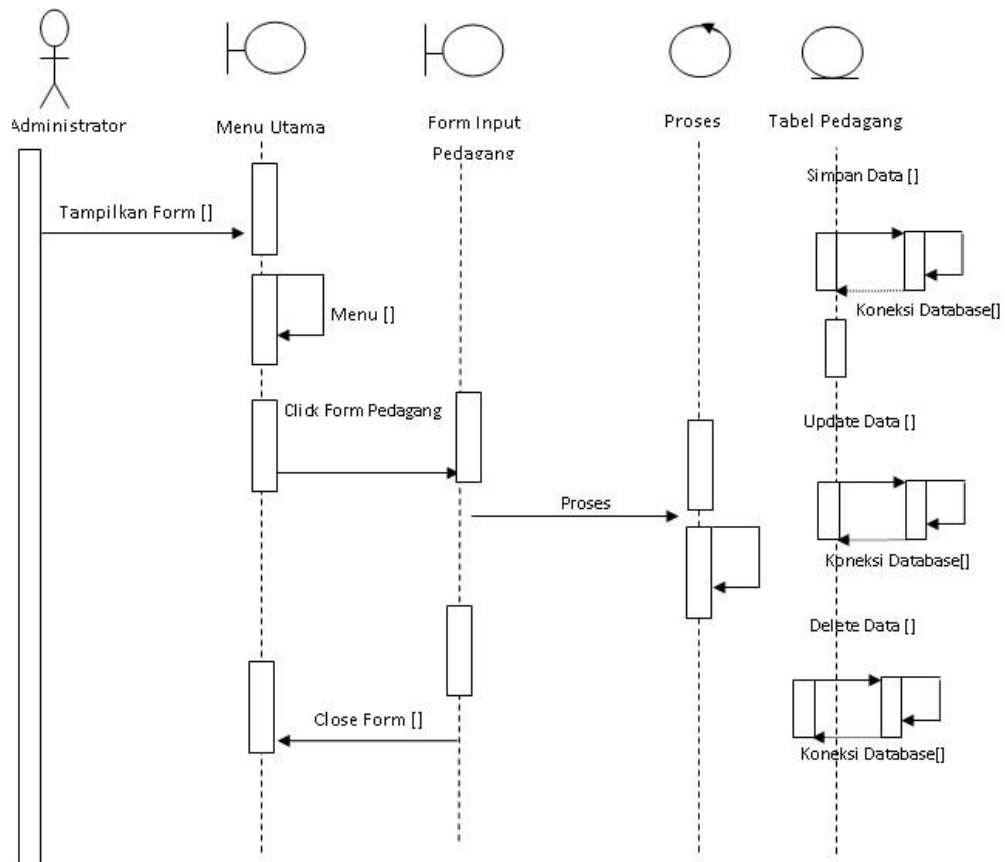 Administrator
Menu Utama
Form Input
Pedagang
Proses
Tabel Pedagang
Simpan Data []
Tampilkan Form []
Koneksi Database[]
Menu []
Click Form Pedagang
Update Data []
Proses
Koneksi Database[]
Delete Data []
Close Form []
Koneksi Database[]